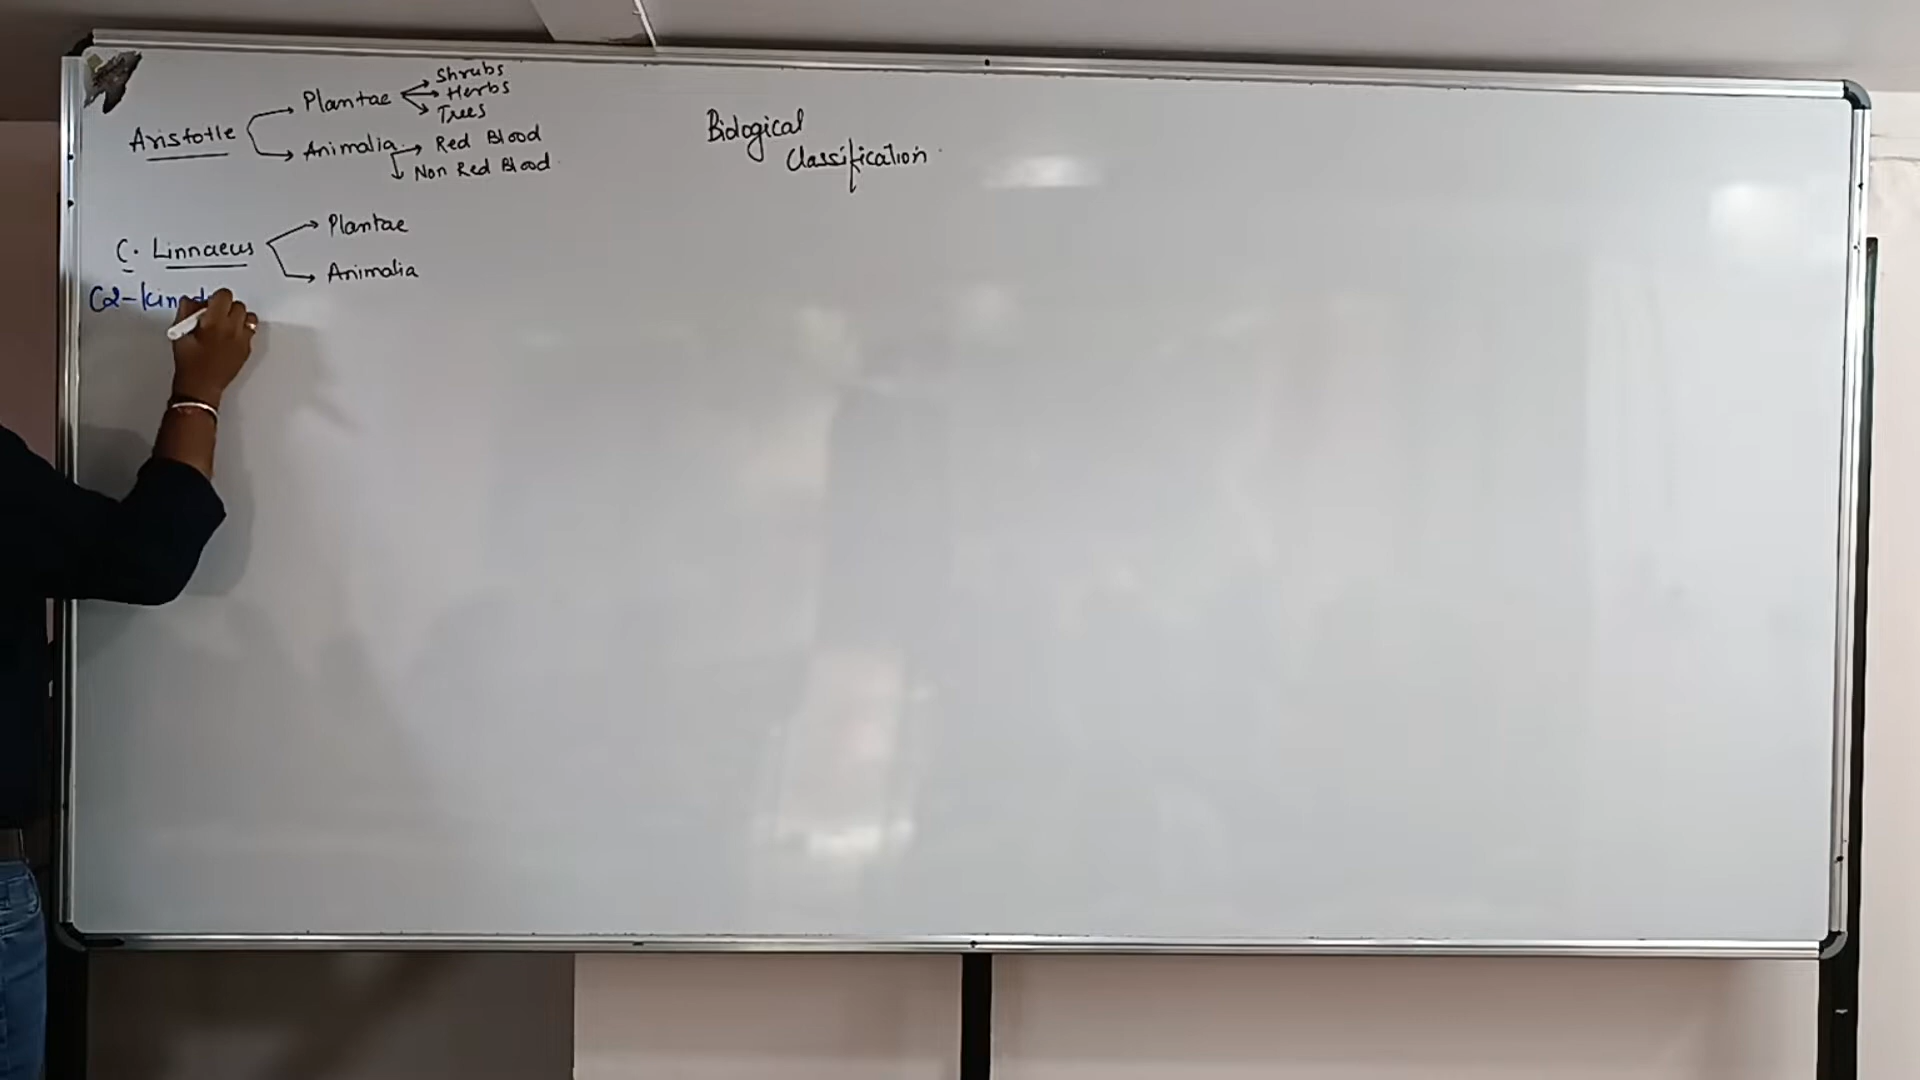 Aristotle
Plantae
Shrubs
Herbs
Trees
Animalia
Red Blood
Non Red Blood
Biological
Classification
C. Linnaeus
Plantae
Animalia